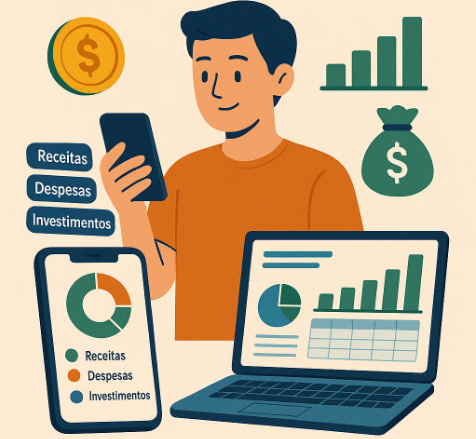 $
$
Receitas
Despesas
Investimentos
Receitas
Despesas
Investimentos